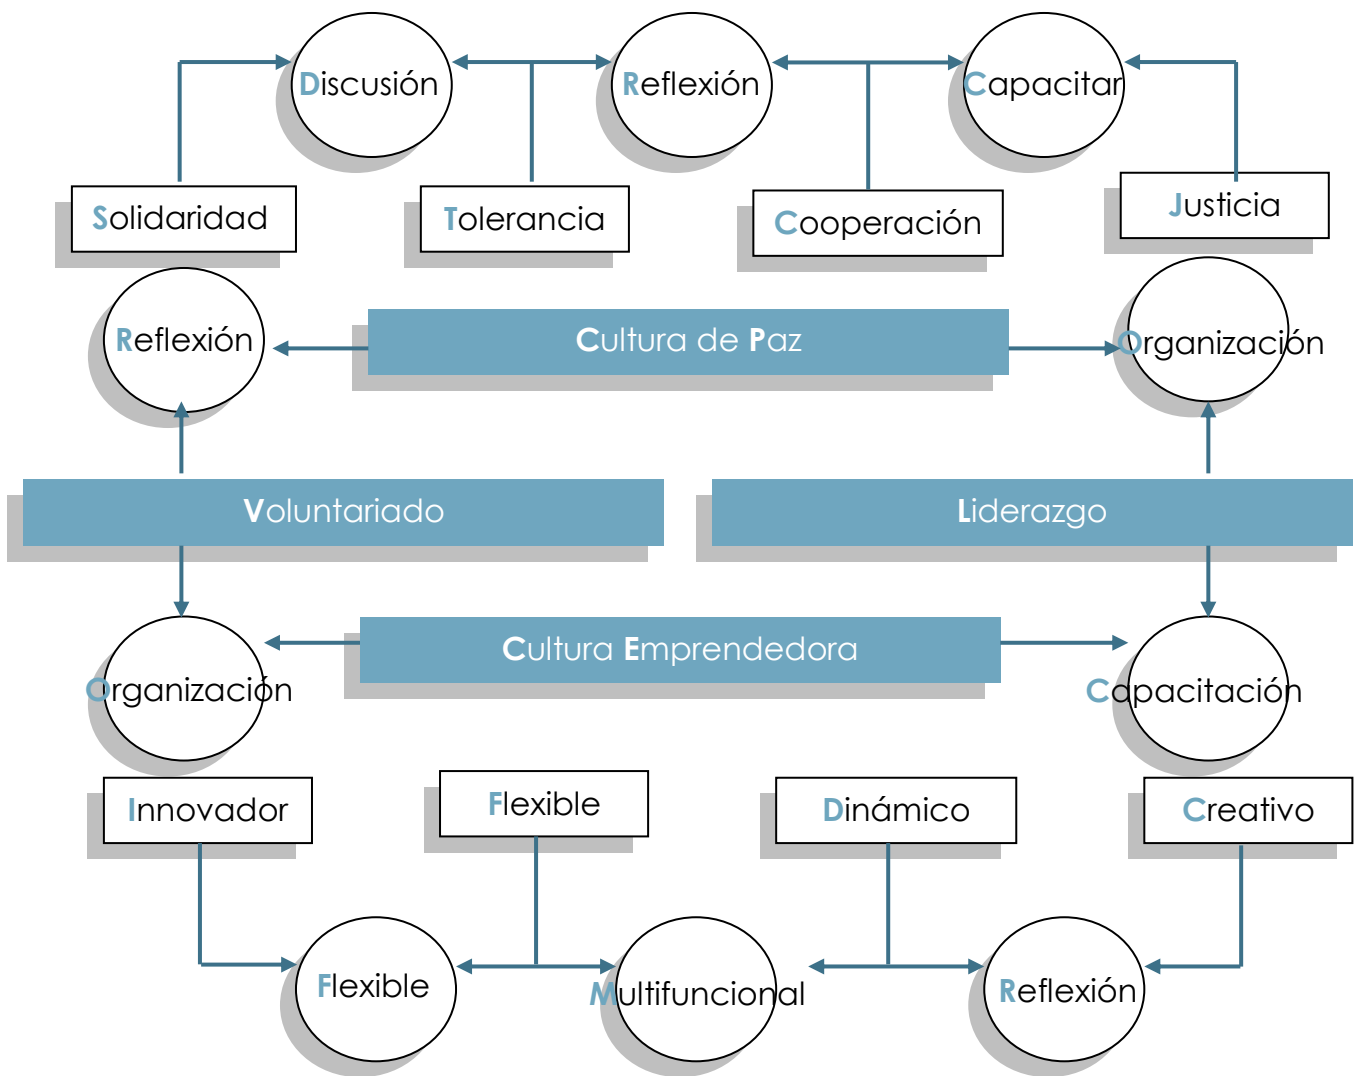 Discusión
Reflexión
Capacitar
Solidaridad
Tolerancia
Cooperación
Justicia
Reflexión
Cultura de Paz
Organización
Voluntariado
Liderazgo
Organización
Cultura Emprendedora
Capacitación
Innovador
Flexible
Dinámico
Creativo
Flexible
Multifuncional
Reflexión